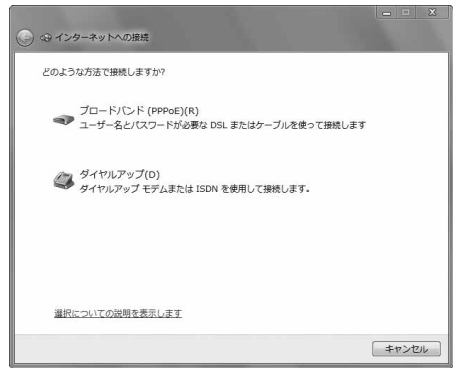 インターネットへの接続
どのような方法で接続しますか?
ブロードバンド (PPPoE)(R)
ユーザー名とパスワードが必要な DSL またはケーブルを使って接続します
ダイヤルアップ(D)
ダイヤルアップ モデムまたは ISDN を使用して接続します。
選択についての説明を表示します
キャンセル